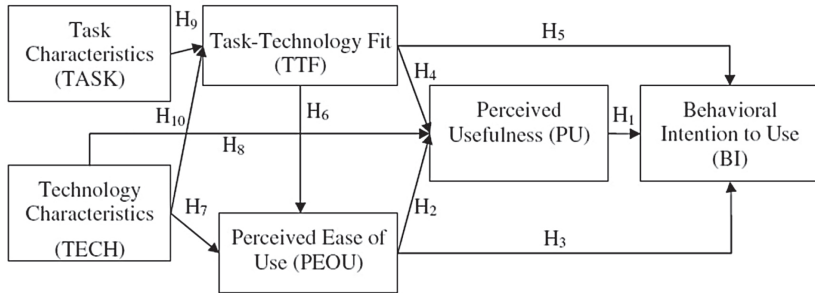 Task
Characteristics
(TASK)
H9
Task-Technology Fit
(TTF)
H5
H4
H10
H6
H8
Perceived
Usefulness (PU)
H1
Behavioral
Intention to Use
(BI)
Technology
Characteristics
(TECH)
H7
Perceived Ease of
Use (PEOU)
H2
H3